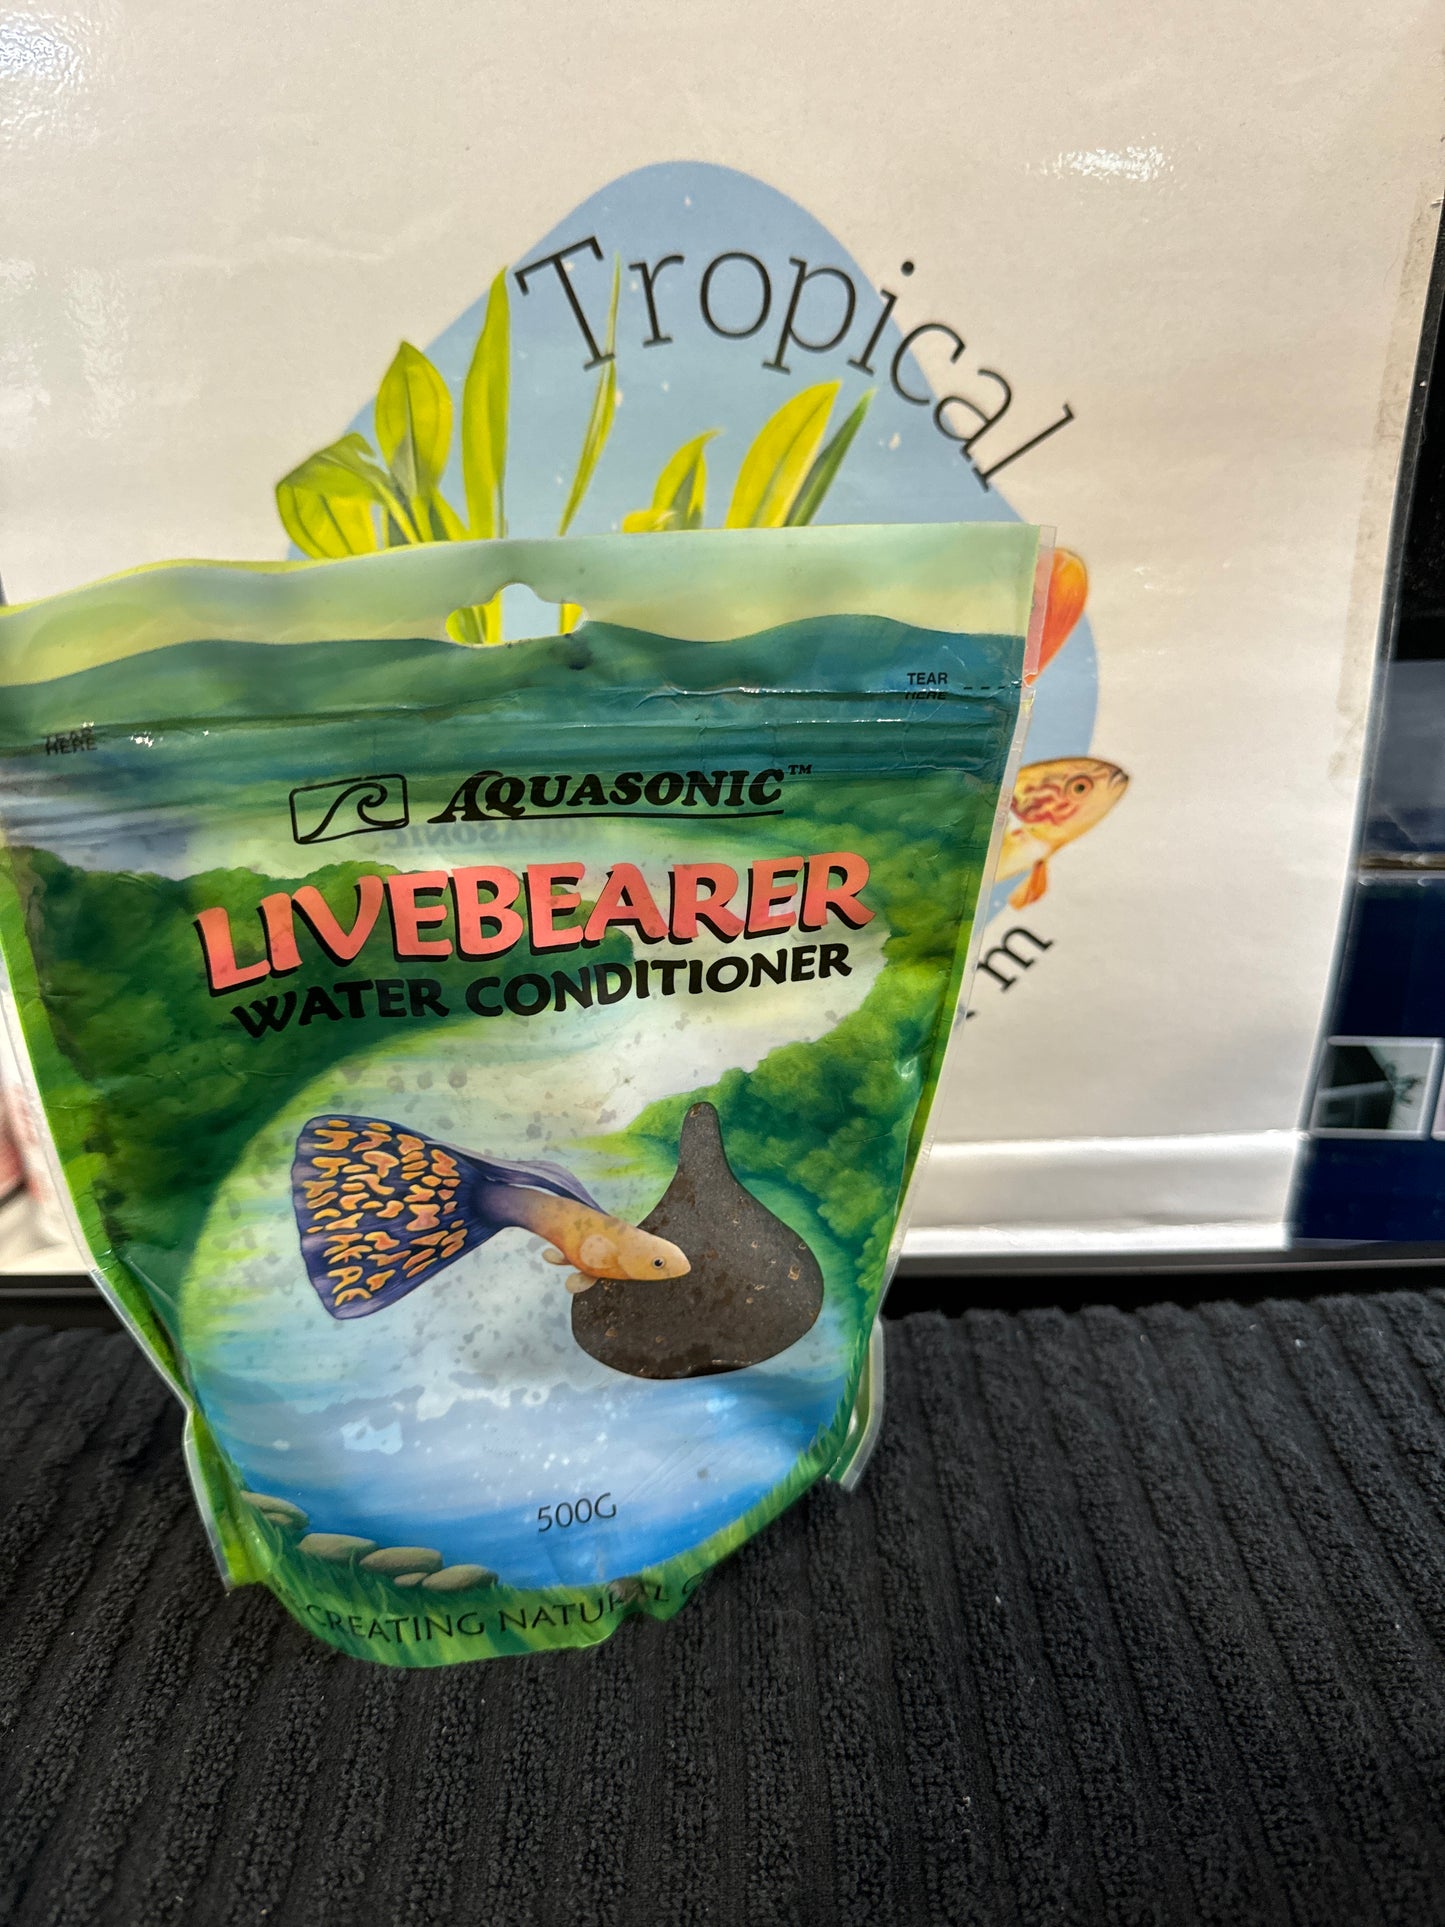 Tropical
m
TEAR
HERE
TEAR
HERE
AQUASONIC™
LIVEBEARER
WATER CONDITIONER
500G
CREATING NATURAL